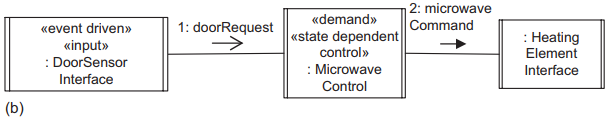 «event driven»
«input»
: DoorSensor
Interface
1: doorRequest
«demand»
«state dependent
control»
: Microwave
Control
2: microwave
Command
: Heating
Element
Interface
(b)